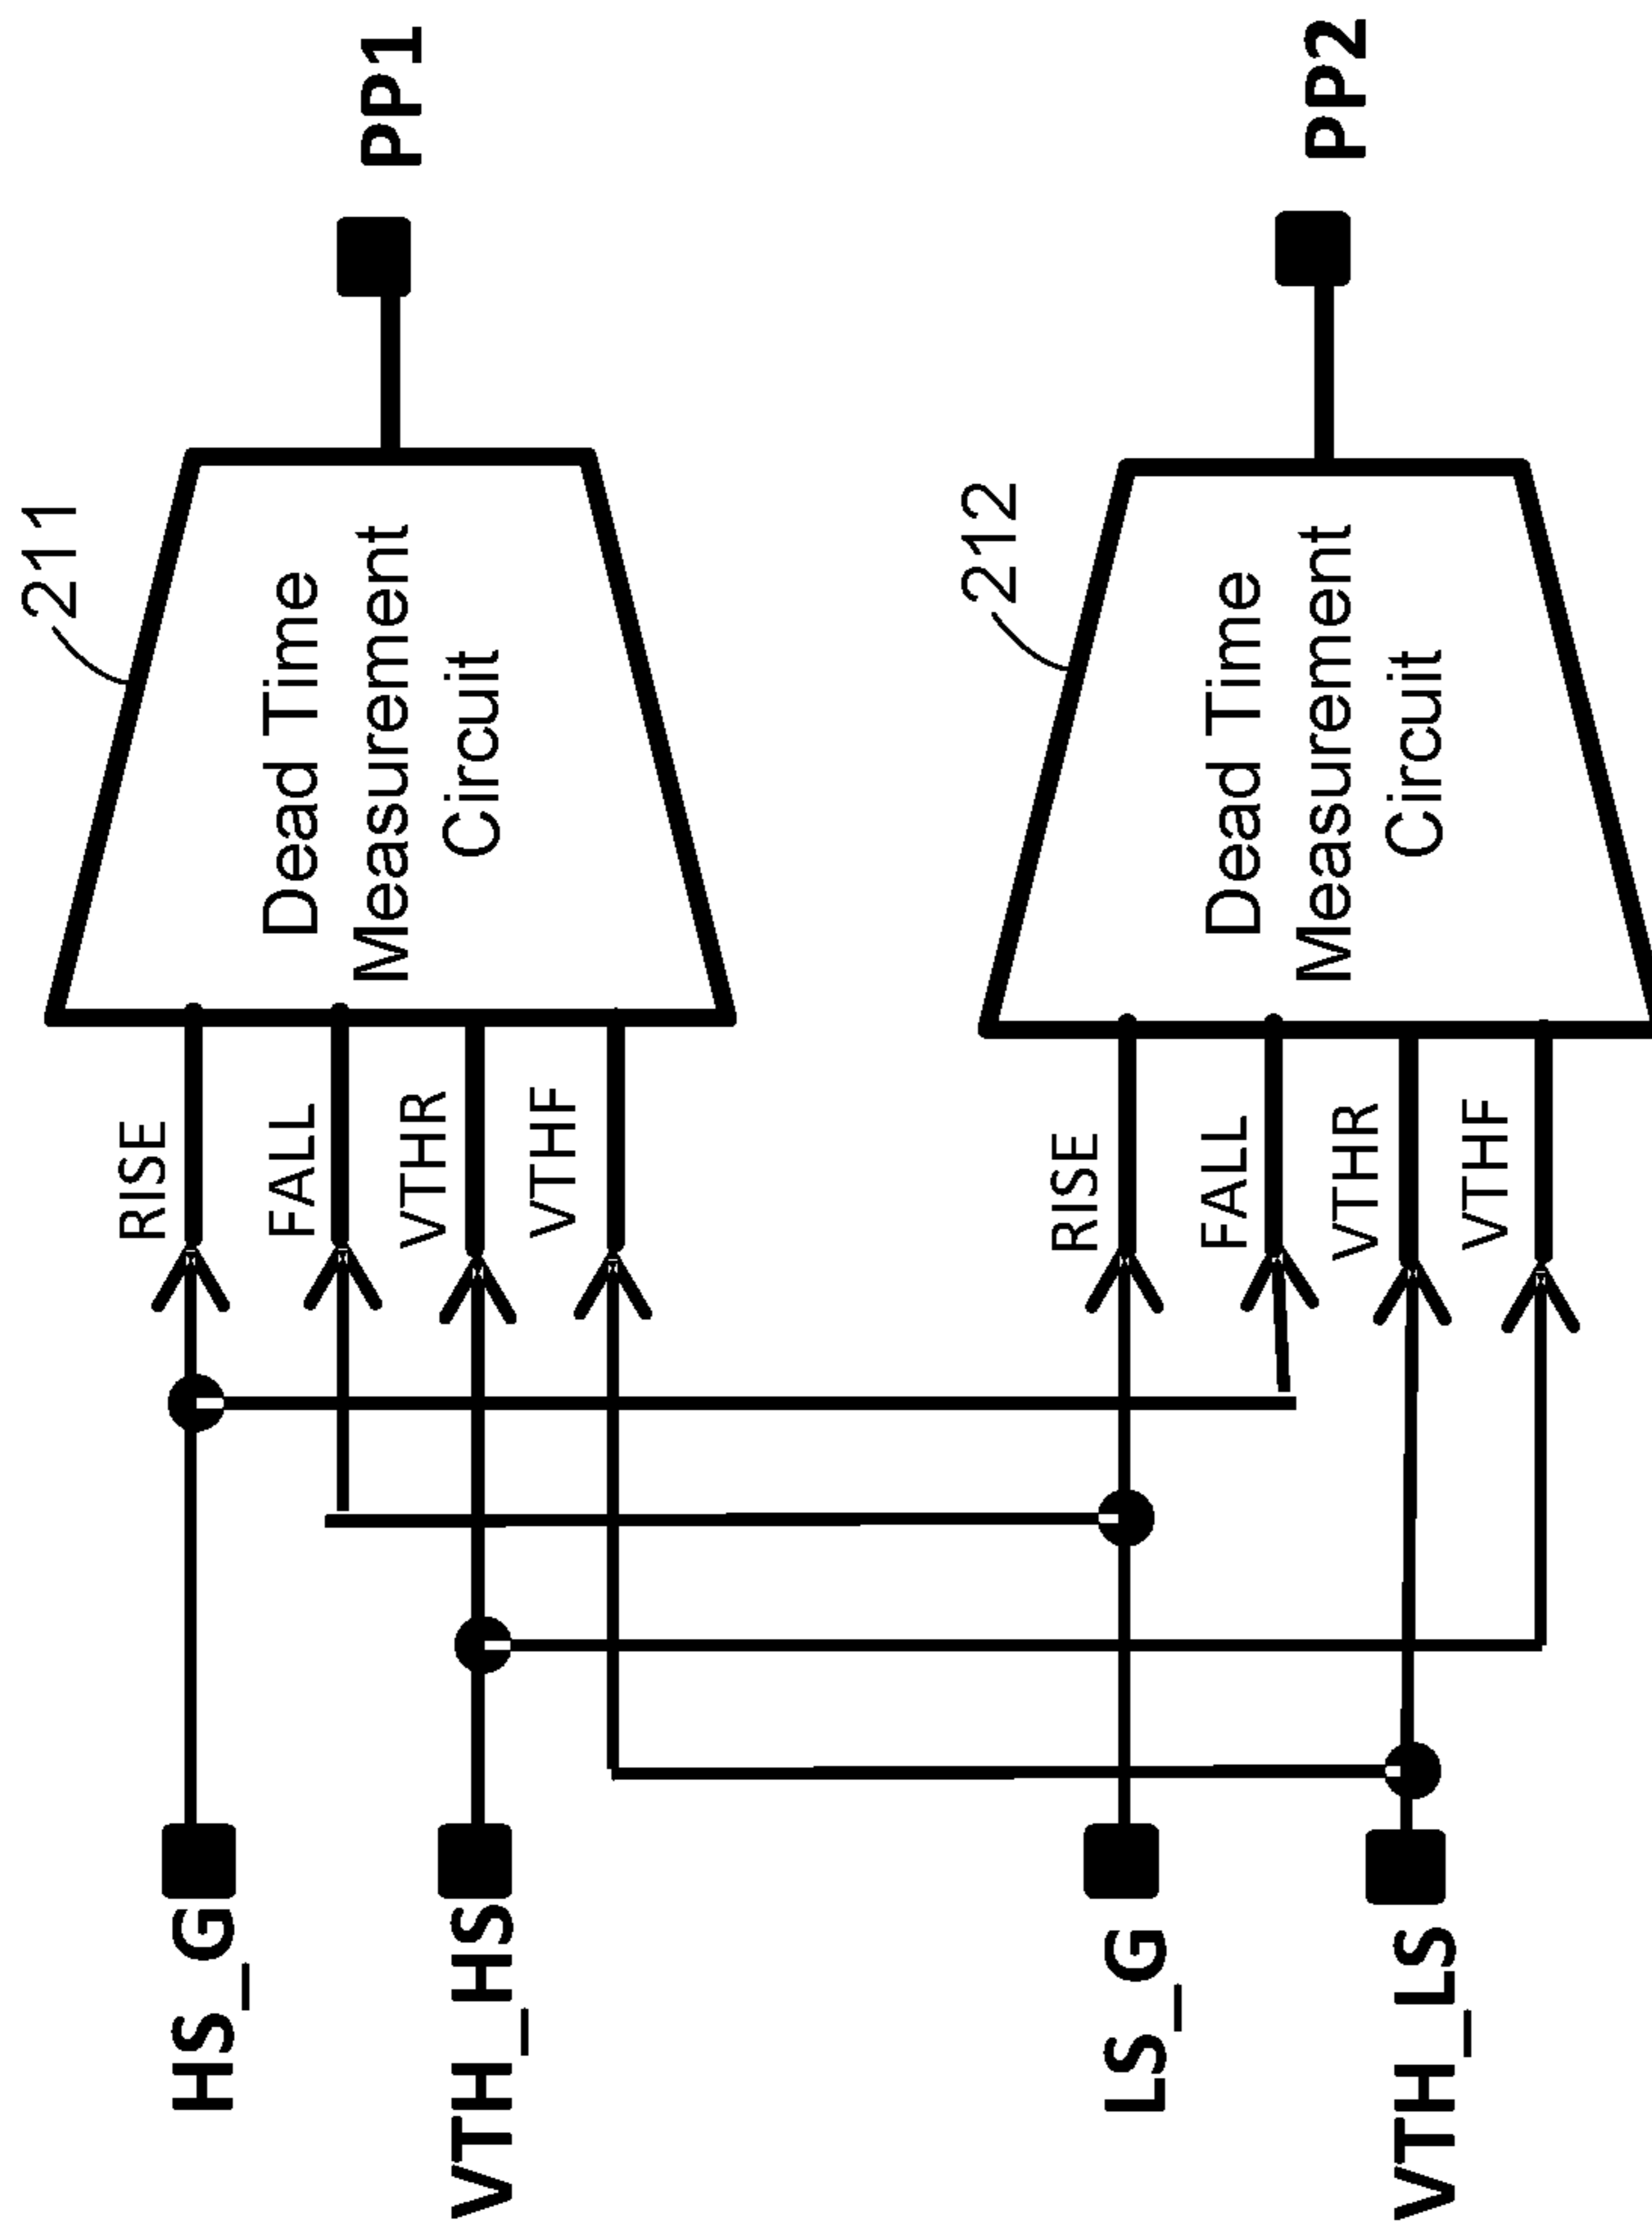 211
Dead Time
Measurement
Circuit
RISE
FALL
VTHR
VTHF
PP1
HS_G
VTH_HS
212
Dead Time
Measurement
Circuit
RISE
FALL
VTHR
VTHF
PP2
LS_G
VTH_LS